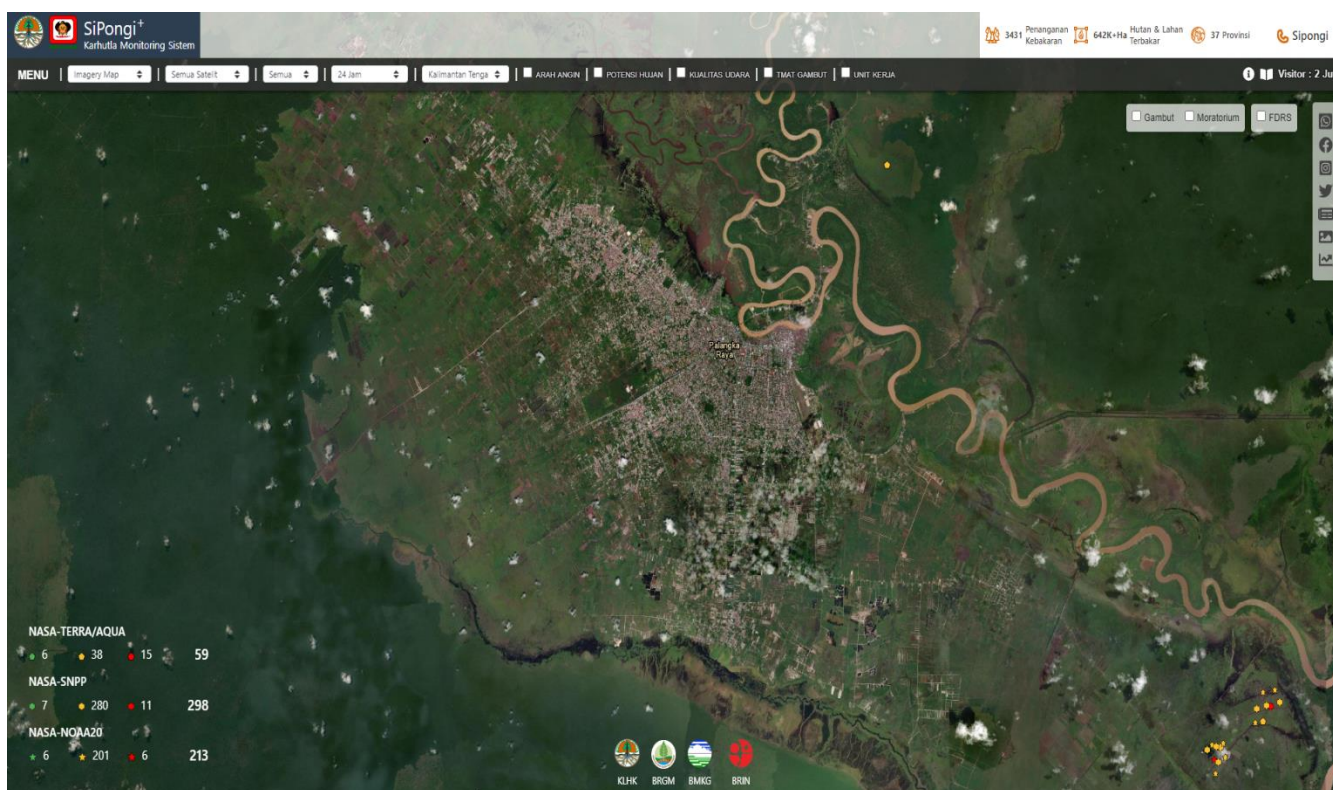 SiPongi+
Karhutla Monitoring Sistem
3431 Penanganan Kebakaran
642K+Ha Hutan & Lahan Terbakar
37 Provinsi
Sipongi
MENU | Imagery Map | Semua Satelit | Semua | 24 Jam | Kalimantan Tenga | ARAH ANGIN | POTENSI HUJAN | KUALITAS UDARA | TMAT GAMBUT | UNIT KERJA
Visitor : 2 Ju
Gambut Moratorium FDRS
Palangka
Raya
NASA-TERRA/AQUA
6 38 15 59
NASA-SNPP
7 280 11 298
NASA-NOAA20
6 201 6 213
KLHK BRGM BMKG BRIN